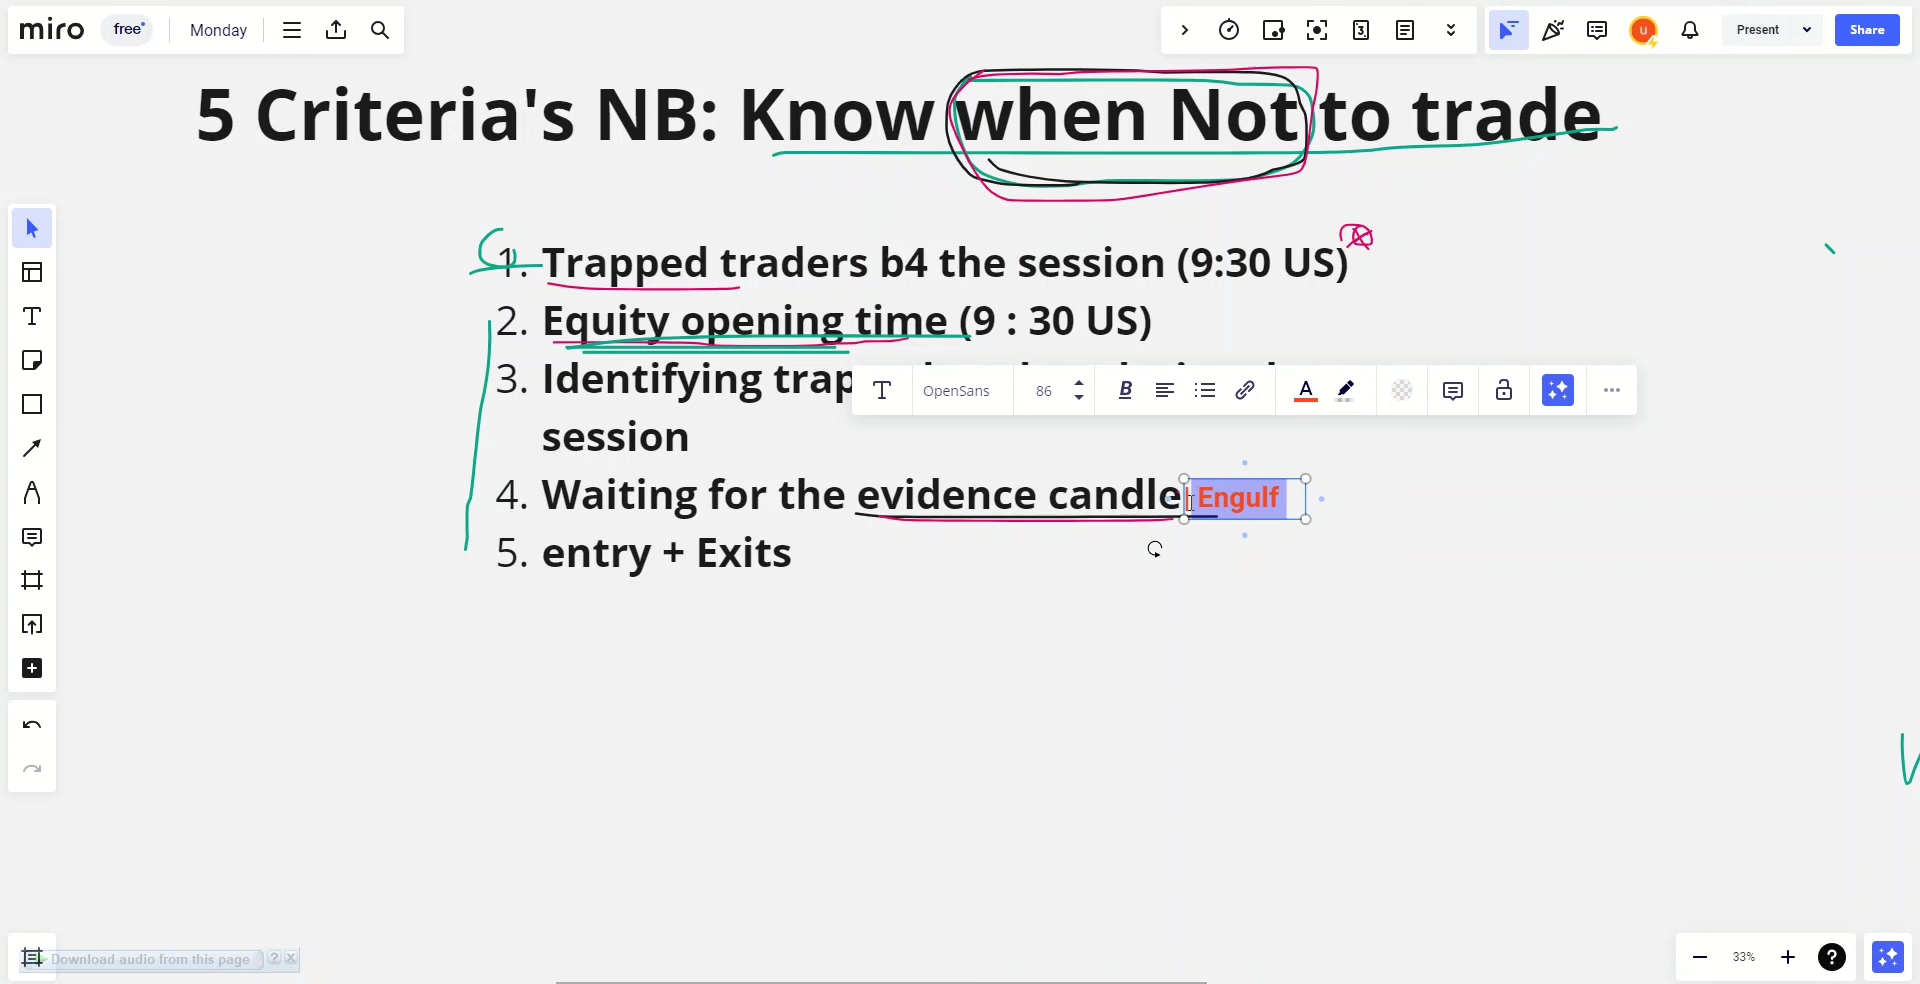 miro free Monday Present Share
5 Criteria's NB: Know when Not to trade
1. Trapped traders b4 the session (9:30 US)
2. Equity opening time (9 : 30 US)
3. Identifying trap
OpenSans 86
session
4. Waiting for the evidence candle Engulf
5. entry + Exits
Download audio from this page
33%